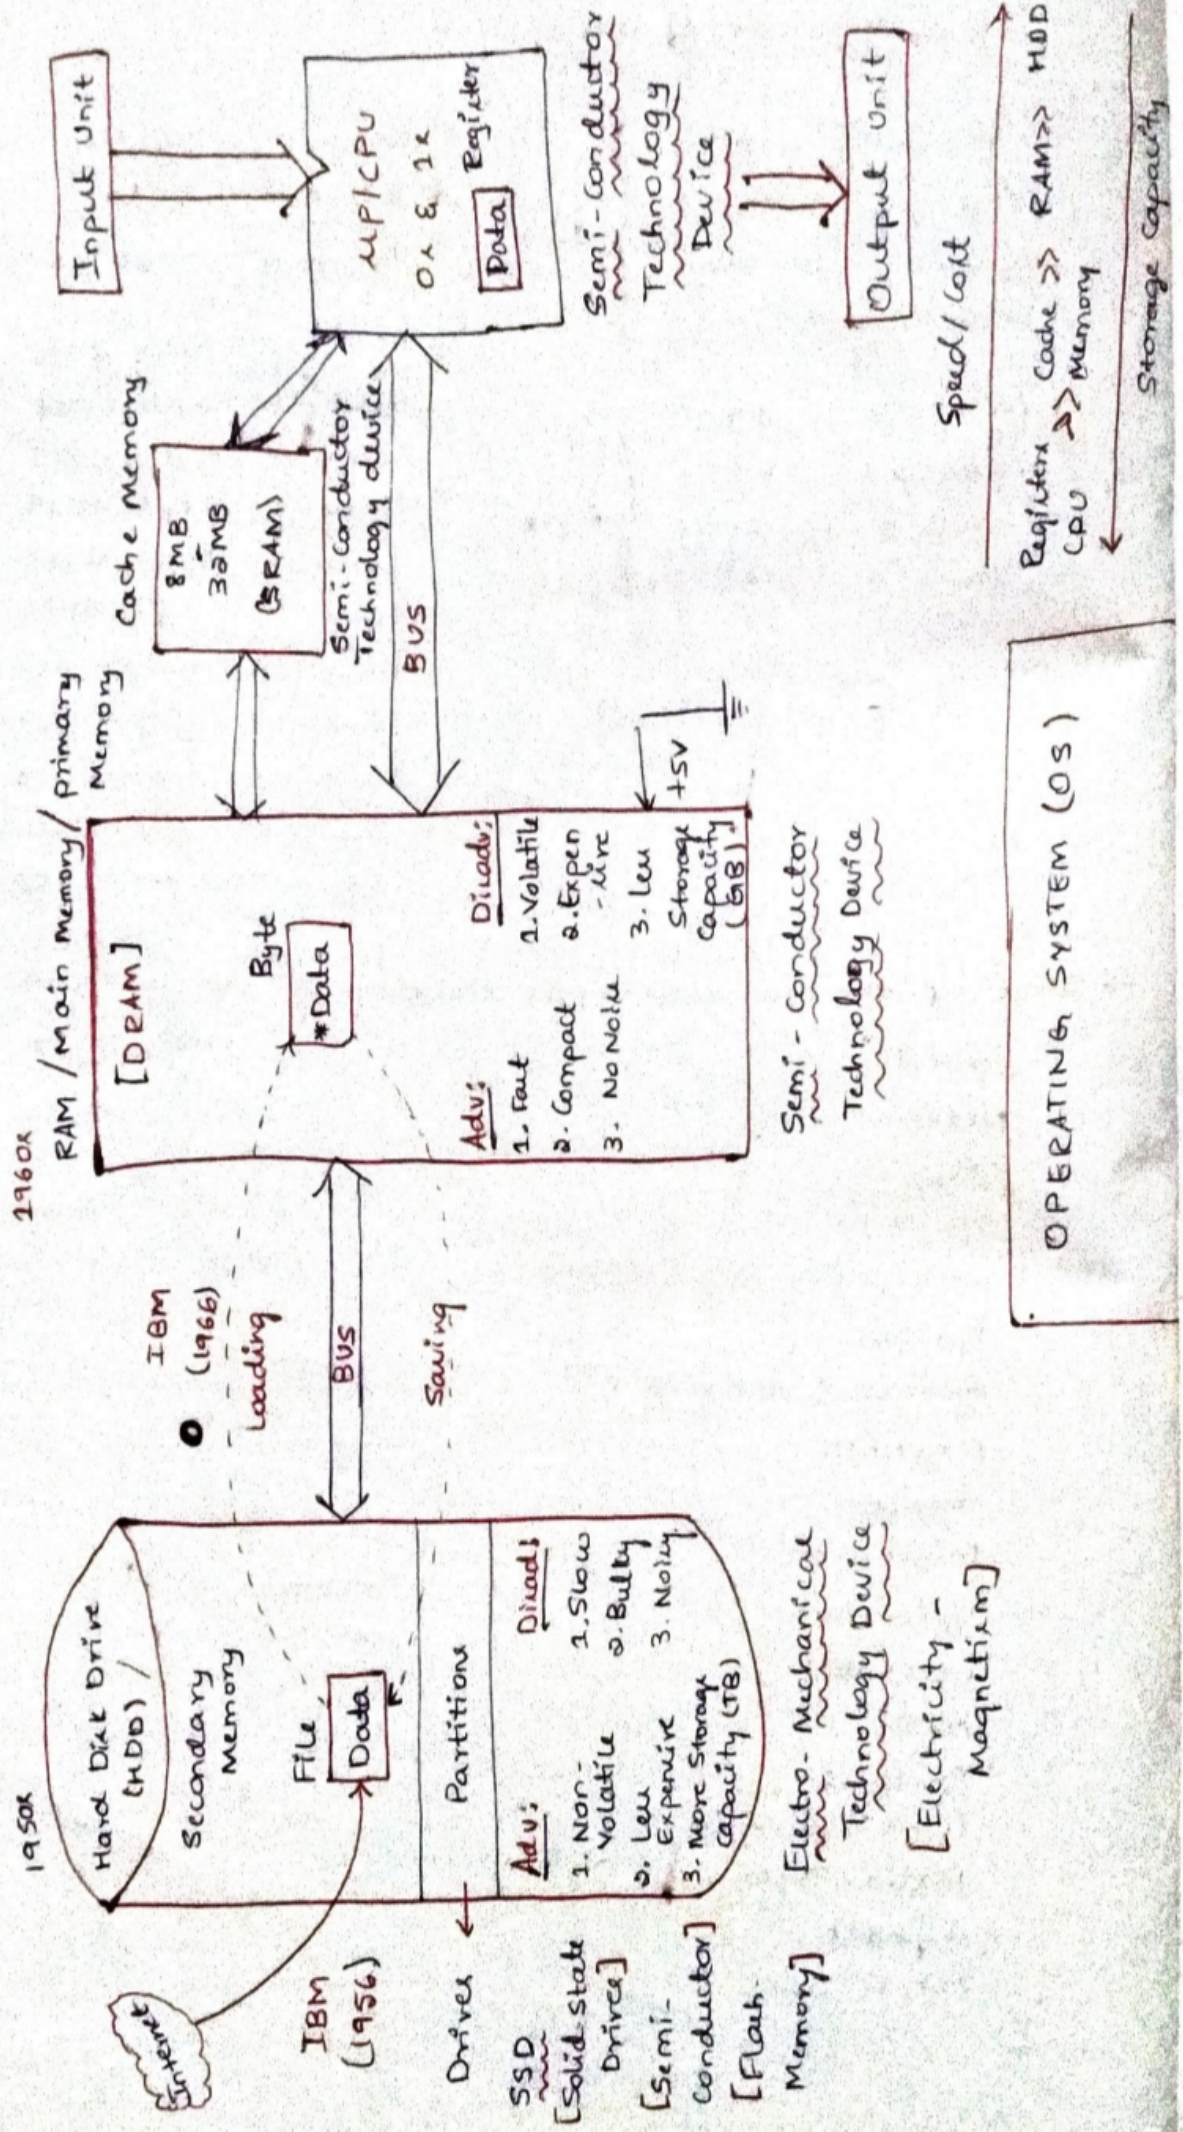 1950s
Hard Disk Drive
(HDD) /
Secondary
Memory
File
Data
Partitions
Adv:
1. Non-
Volatile
2. Less
Expensive
3. More Storage
capacity (TB)
Disadv:
1. Slow
2. Bulky
3. Noisy
[Electro-Mechanical
Technology Device
[Electricity -
Magnetism]
Internet
IBM
(1956)
Drives
SSD
[Solid State
Drives]
[Semi-
Conductor]
[Flash-
Memory]
IBM
(1966)
Loading
BUS
Saving
1960s
RAM / Main Memory / primary
Memory
[DRAM]
Byte
*Data
Adv:
1. Fast
2. Compact
3. No Noise
Disadv:
1. Volatile
2. Expen
-sive
3. Less
Storage
Capacity
(GB).
+5V
Semi-Conductor
Technology Device
Cache Memory
8MB
32MB
(SRAM)
Semi-Conductor
Technology device
BUS
Input Unit
μP/CPU
0s & 1s
Data
Register
Semi-Conductor
Technology
Device
Output Unit
OPERATING SYSTEM (OS)
Speed/Cost
Registers >> Cache >> RAM>> HDD
CPU >> Memory
Storage Capacity